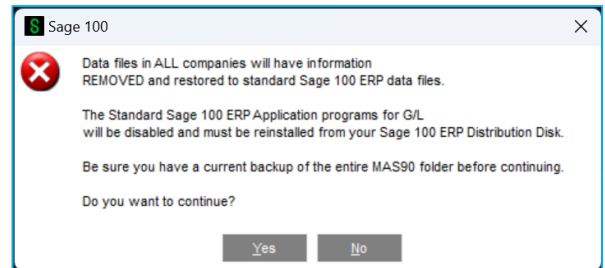 Sage 100
Data files in ALL companies will have information
REMOVED and restored to standard Sage 100 ERP data files.
The Standard Sage 100 ERP Application programs for G/L
will be disabled and must be reinstalled from your Sage 100 ERP Distribution Disk.
Be sure you have a current backup of the entire MAS90 folder before continuing.
Do you want to continue?
Yes
No